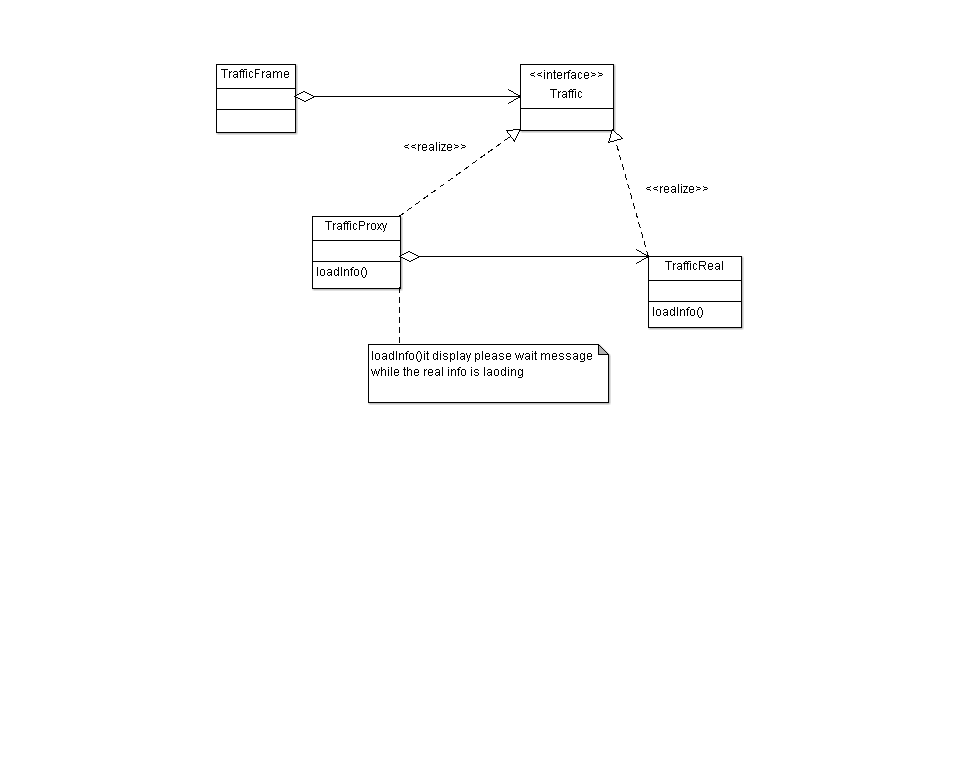 TrafficFrame
<<interface>>
Traffic
<<realize>>
<<realize>>
TrafficProxy
loadInfo()
TrafficReal
loadInfo()
loadInfo()it display please wait message
while the real info is laoding